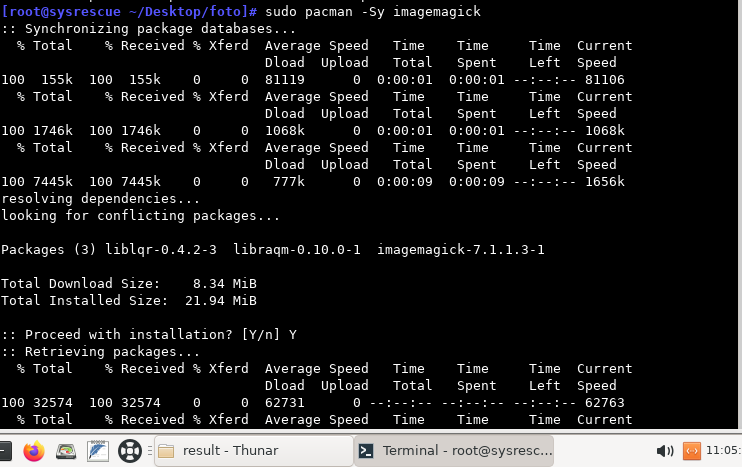 [root@sysrescue ~/Desktop/foto]# sudo pacman -Sy imagemagick
:: Synchronizing package databases...
% Total % Received % Xferd Average Speed Time Time Time Current
Dload Upload Total Spent Left Speed
100 155k 100 155k 0 0 81119 0 0:00:01 0:00:01 --:--:-- 81106
% Total % Received % Xferd Average Speed Time Time Time Current
Dload Upload Total Spent Left Speed
100 1746k 100 1746k 0 0 1068k 0 0:00:01 0:00:01 --:--:-- 1068k
% Total % Received % Xferd Average Speed Time Time Time Current
Dload Upload Total Spent Left Speed
100 7445k 100 7445k 0 0 777k 0 0:00:09 0:00:09 --:--:-- 1656k
resolving dependencies...
looking for conflicting packages...
Packages (3) liblqr-0.4.2-3 libraqm-0.10.0-1 imagemagick-7.1.1.3-1
Total Download Size: 8.34 MiB
Total Installed Size: 21.94 MiB
:: Proceed with installation? [Y/n] Y
:: Retrieving packages...
% Total % Received % Xferd Average Speed Time Time Time Current
Dload Upload Total Spent Left Speed
100 32574 100 32574 0 0 62731 0 --:--:-- --:--:-- --:--:-- 62763
% Total % Received % Xferd Average Speed Time Time Time Current
result - Thunar
Terminal - root@sysresc...
11:05: